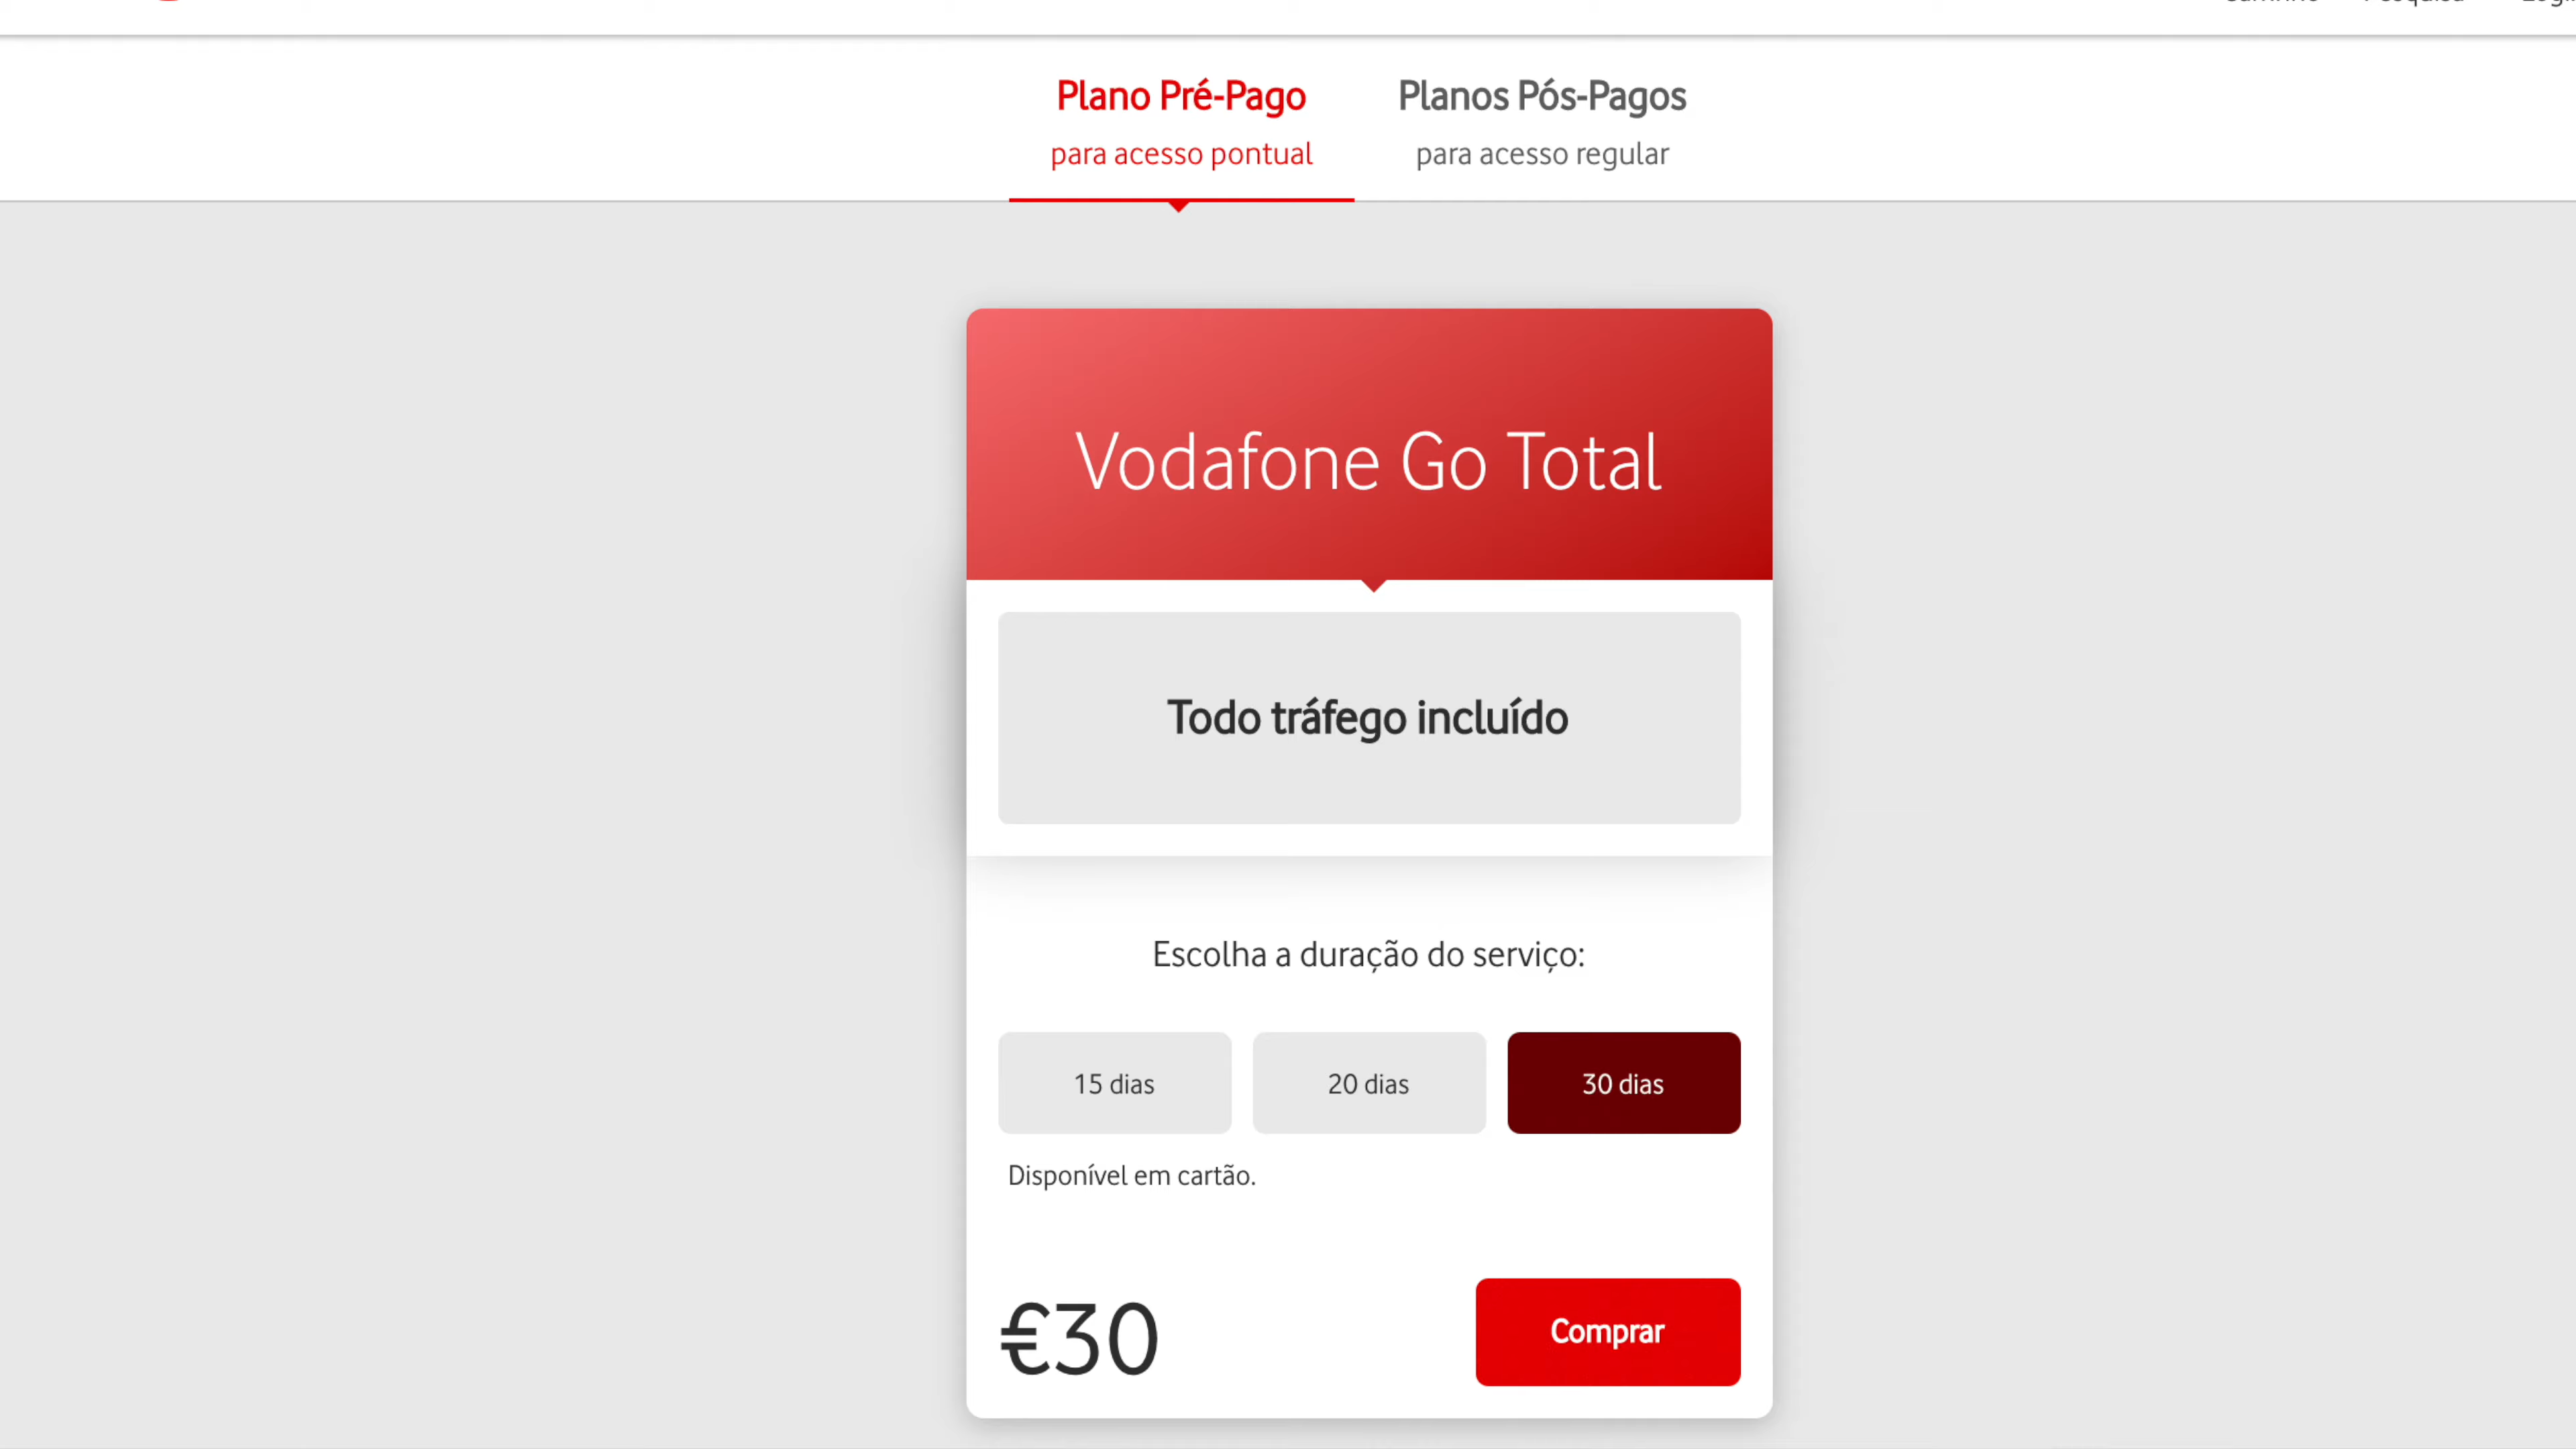 Plano Pré-Pago
para acesso pontual
Planos Pós-Pagos
para acesso regular
Vodafone Go Total
Todo tráfego incluído
Escolha a duração do serviço:
15 dias
20 dias
30 dias
Disponível em cartão.
€30
Comprar